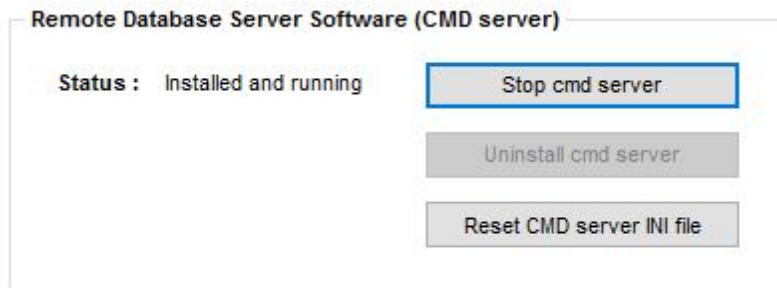 Remote Database Server Software (CMD server)
Status : Installed and running
Stop cmd server
Uninstall cmd server
Reset CMD server INI file